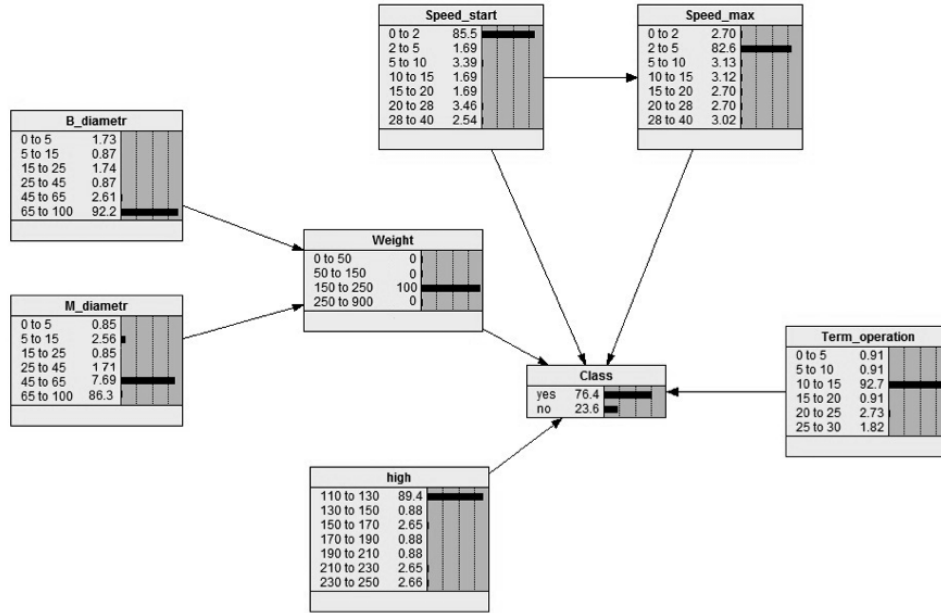 Speed_start
0 to 2 85.5
2 to 5 1.69
5 to 10 3.39
10 to 15 1.69
15 to 20 1.69
20 to 28 3.46
28 to 40 2.54
Speed_max
0 to 2 2.70
2 to 5 82.6
5 to 10 3.13
10 to 15 3.12
15 to 20 2.70
20 to 28 2.70
28 to 40 3.02
B_diametr
0 to 5 1.73
5 to 15 0.87
15 to 25 1.74
25 to 45 0.87
45 to 65 2.61
65 to 100 92.2
Weight
0 to 50 0
50 to 150 0
150 to 250 100
250 to 900 0
M_diametr
0 to 5 0.85
5 to 15 2.56
15 to 25 0.85
25 to 45 1.71
45 to 65 7.69
65 to 100 86.3
Term_operation
0 to 5 0.91
5 to 10 0.91
10 to 15 92.7
15 to 20 0.91
20 to 25 2.73
25 to 30 1.82
Class
yes 76.4
no 23.6
high
110 to 130 89.4
130 to 150 0.88
150 to 170 2.65
170 to 190 0.88
190 to 210 0.88
210 to 230 2.65
230 to 250 2.66